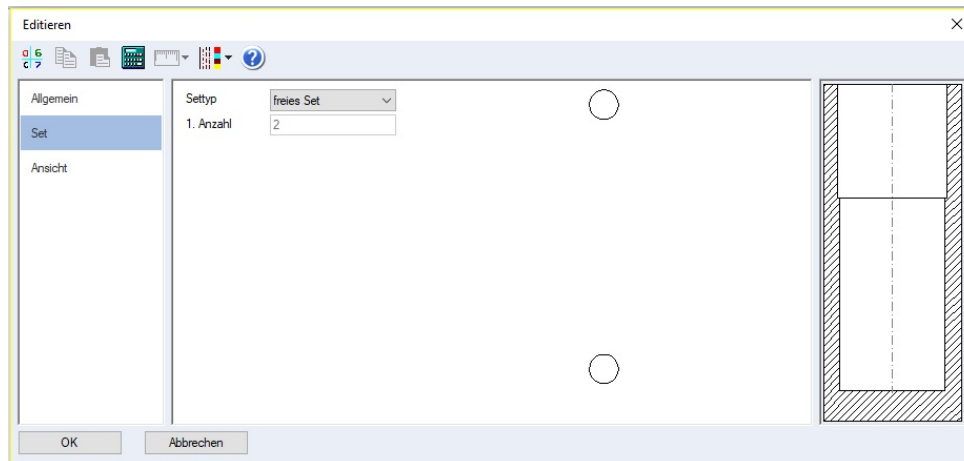 Editieren
Allgemein
Set
Ansicht
Settyp freies Set
1. Anzahl 2
OK Abbrechen